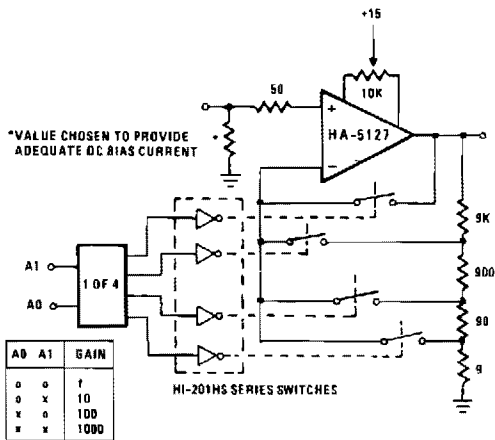 +15
50
10K
+
HA-5127
−
*VALUE CHOSEN TO PROVIDE
ADEQUATE DC BIAS CURRENT
*
9K
900
90
9
A1
A0
1 OF 4
HI-201HS SERIES SWITCHES
A0 A1 GAIN
0 0 1
0 X 10
X 0 100
X X 1000